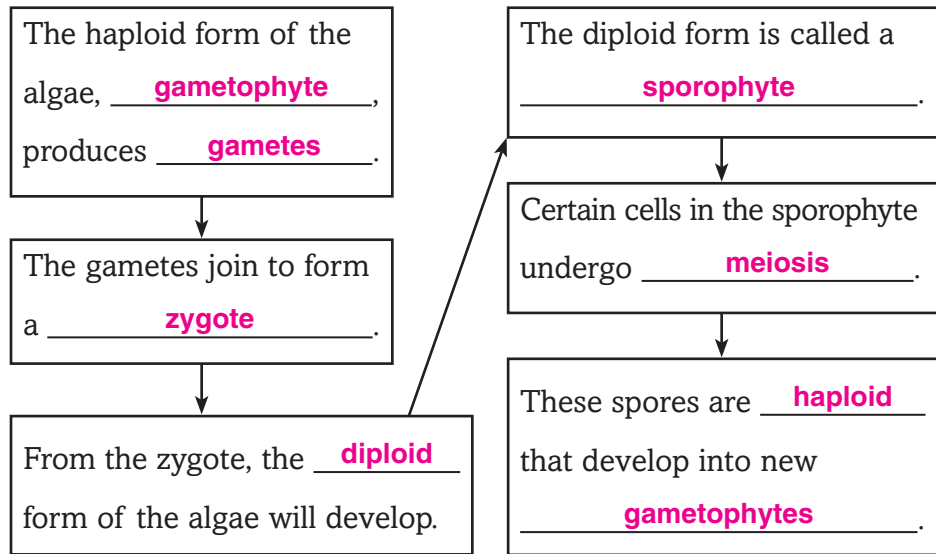 The haploid form of the
algae, gametophyte,
produces gametes.
The gametes join to form
a zygote.
From the zygote, the diploid
form of the algae will develop.
The diploid form is called a
sporophyte.
Certain cells in the sporophyte
undergo meiosis.
These spores are haploid
that develop into new
gametophytes.